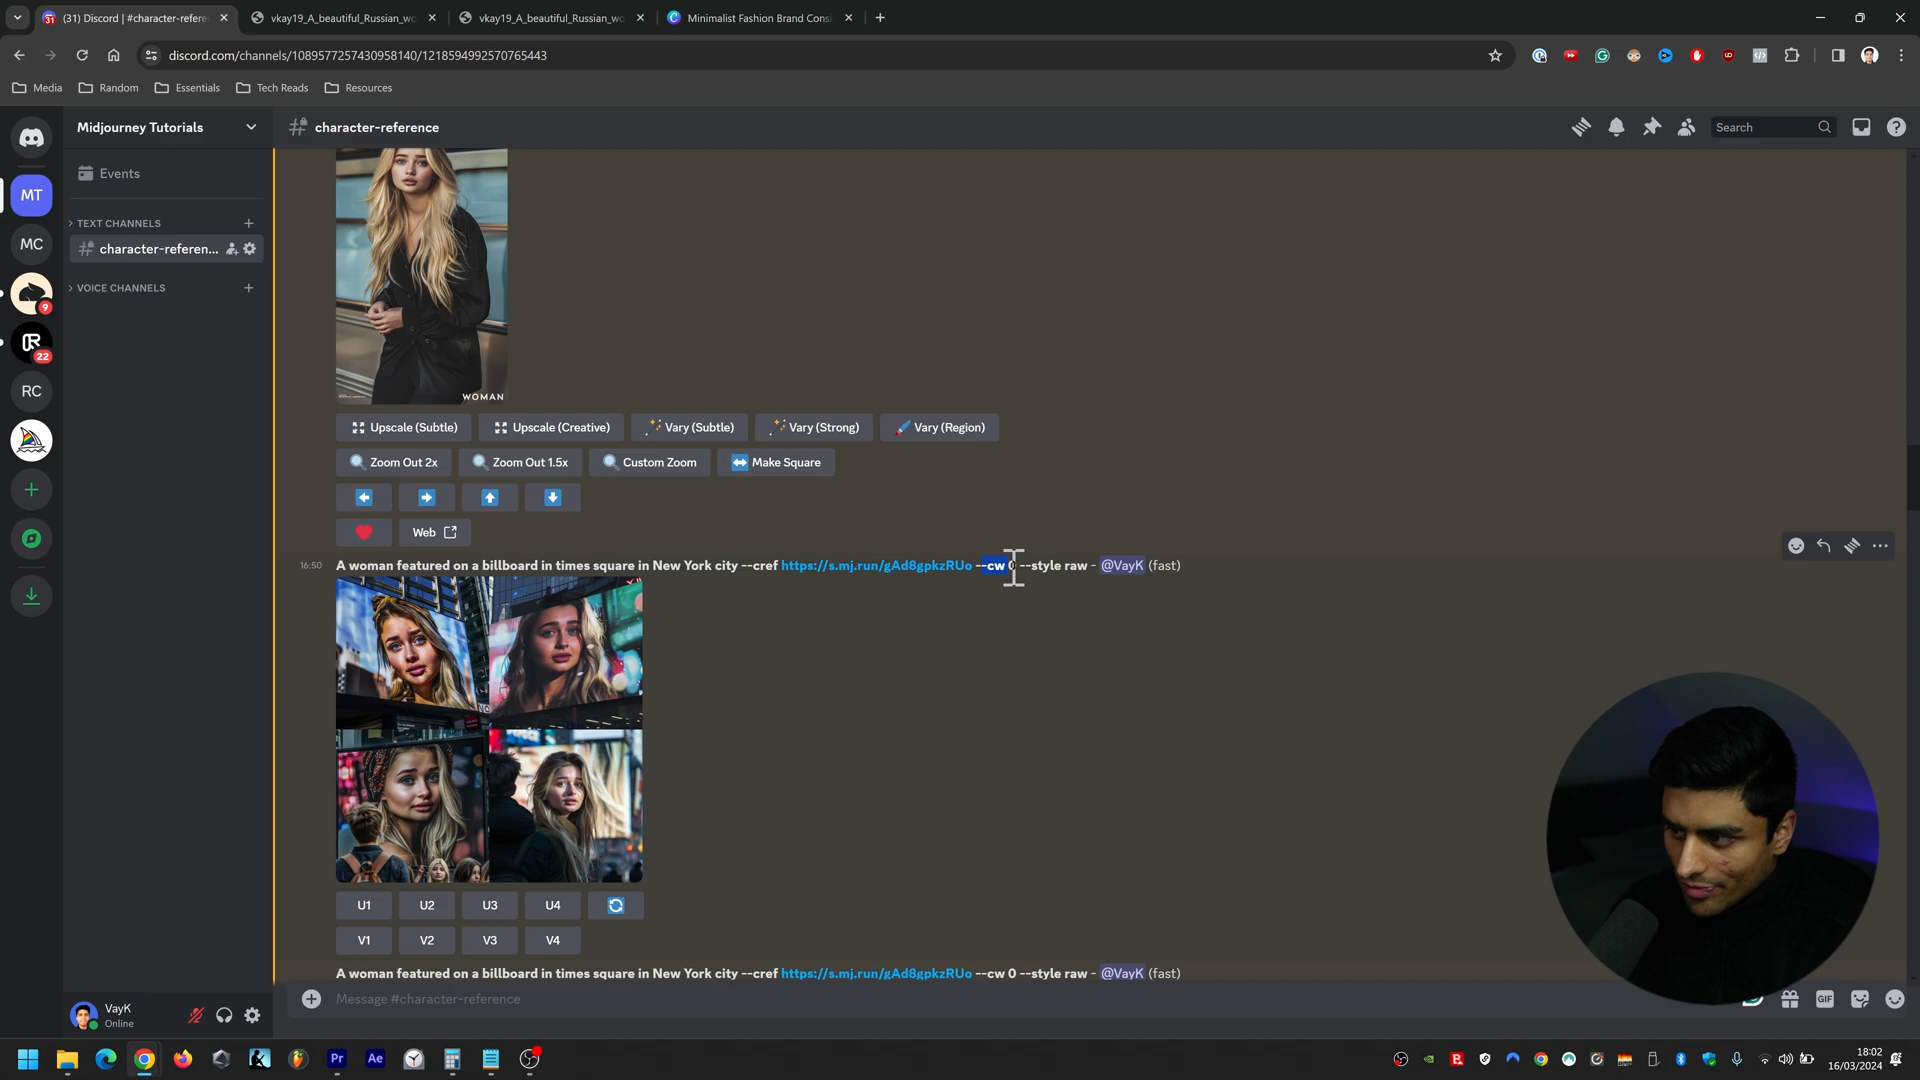 (31) Discord | #character-refere
vkay19_A_beautiful_Russian_wo
vkay19_A_beautiful_Russian_wo
Minimalist Fashion Brand Consi
discord.com/channels/1089577257430958140/1218594992570765443
Media
Random
Essentials
Tech Reads
Resources
Midjourney Tutorials
character-reference
Search
Events
MT
TEXT CHANNELS
MC
character-referen...
VOICE CHANNELS
9
22
RC
WOMAN
Upscale (Subtle)
Upscale (Creative)
Vary (Subtle)
Vary (Strong)
Vary (Region)
Zoom Out 2x
Zoom Out 1.5x
Custom Zoom
Make Square
Web
16:50
A woman featured on a billboard in times square in New York city --cref https://s.mj.run/gAd8gpkzRUo --cw 0 --style raw - @VayK (fast)
U1
U2
U3
U4
V1
V2
V3
V4
A woman featured on a billboard in times square in New York city --cref https://s.mj.run/gAd8gpkzRUo --cw 0 --style raw - @VayK (fast)
Message #character-reference
GIF
VayK
Online
Pr
Ae
18:02
16/03/2024